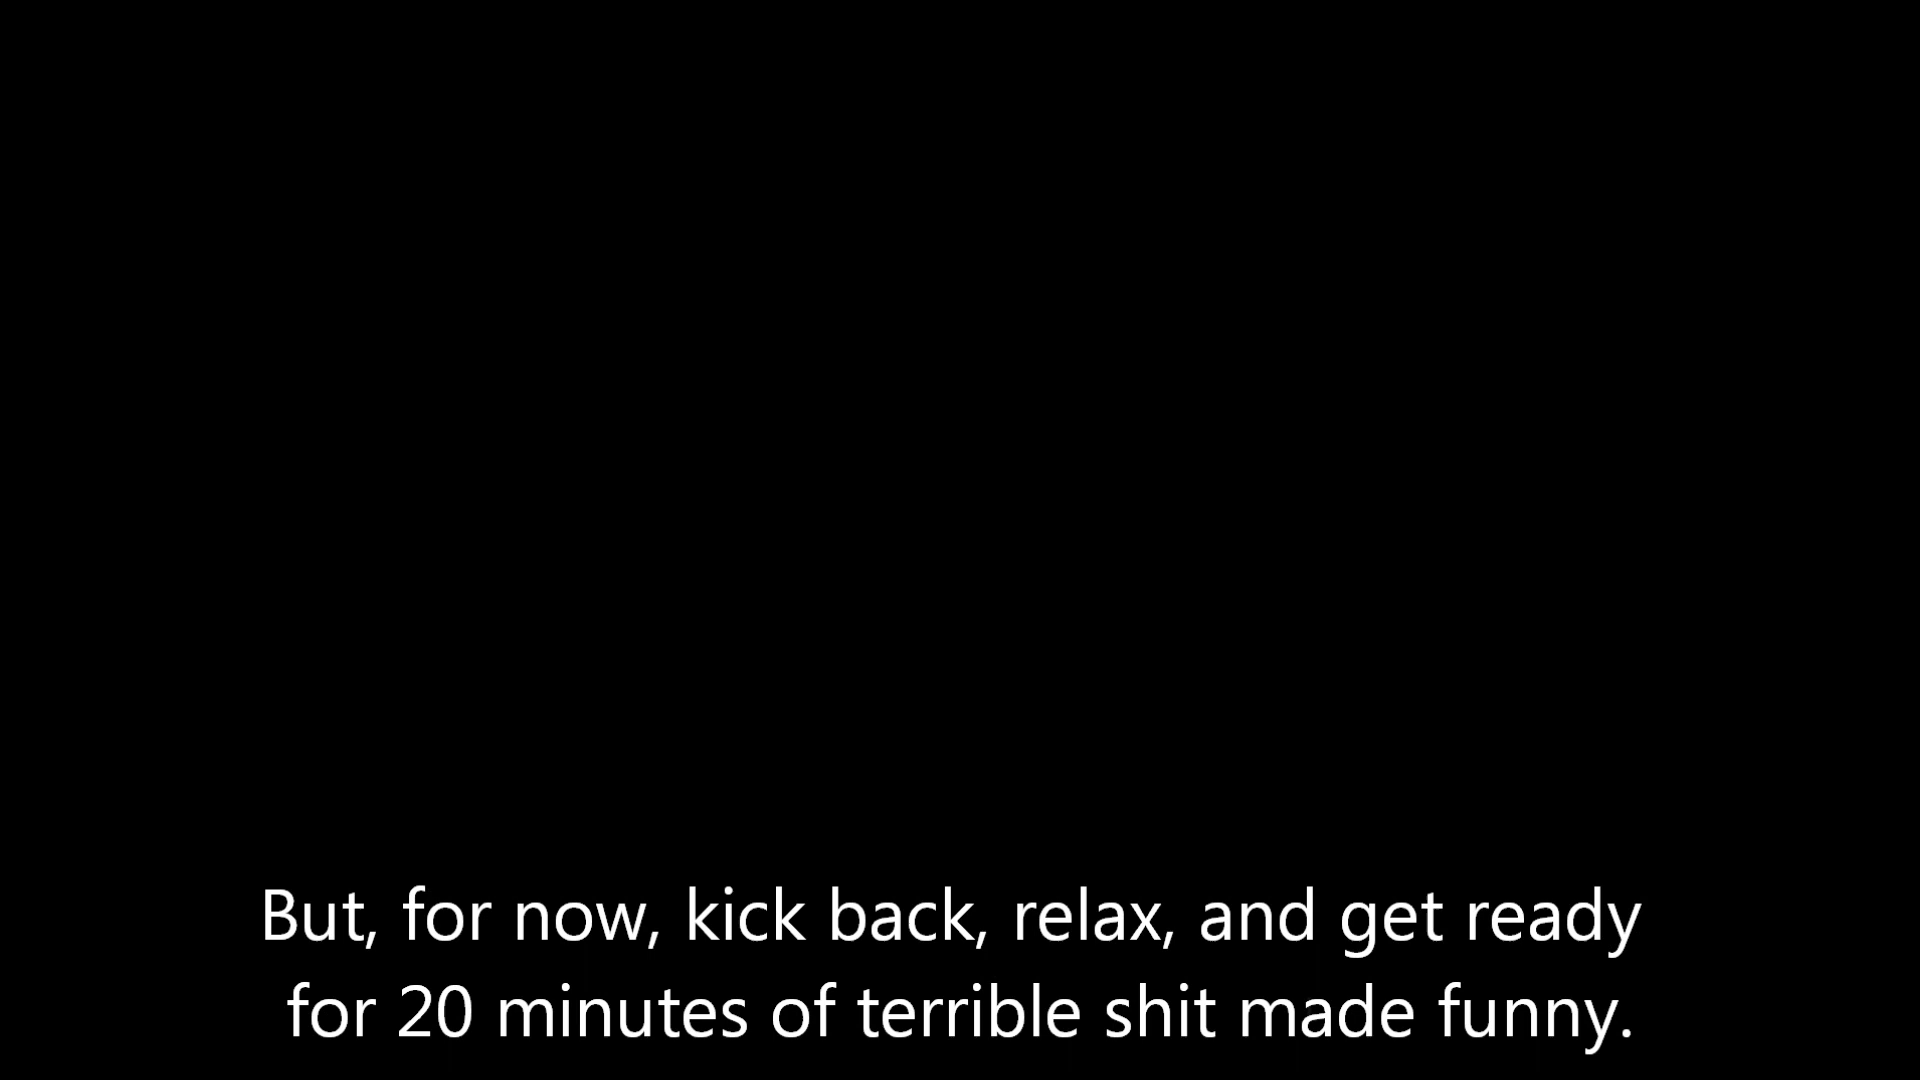 But, for now, kick back, relax, and get ready
for 20 minutes of terrible shit made funny.